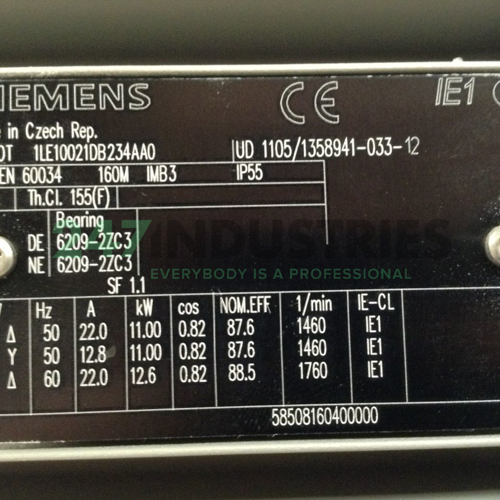 SIEMENS CE IE1
e in Czech Rep.
OT 1LE10021DB234AA0 UD 1105/1358941-033-12
EN 60034 160M IMB3 IP55
Th.Cl. 155(F)
Bearing
DE 6209-2ZC3
NE 6209-2ZC3
SF 1.1
INDUSTRIES
EVERYBODY IS A PROFESSIONAL
Hz A kW cos NOM.EFF 1/min IE-CL
Δ 50 22.0 11.00 0.82 87.6 1460 IE1
Y 50 12.8 11.00 0.82 87.6 1460 IE1
Δ 60 22.0 12.6 0.82 88.5 1760 IE1
58508160400000